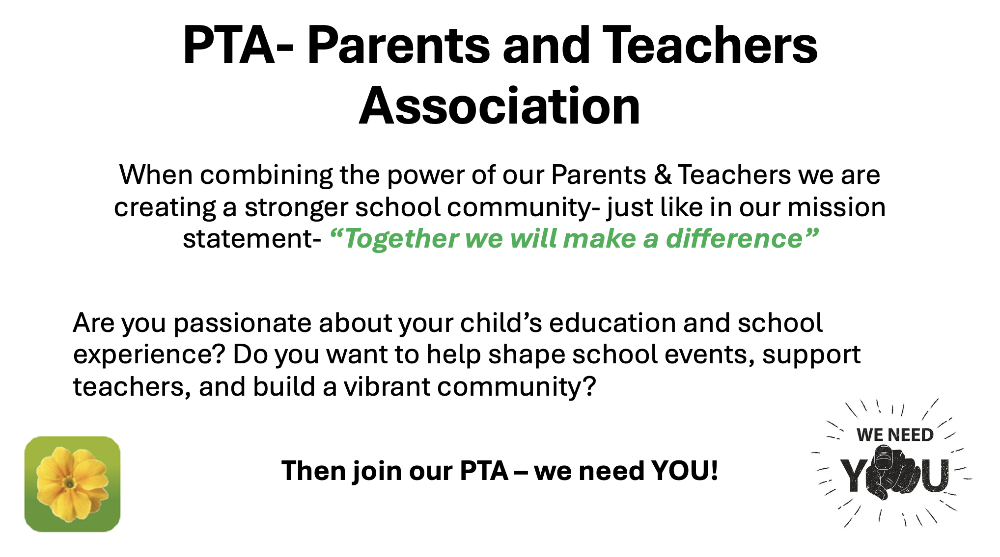 PTA- Parents and Teachers
Association
When combining the power of our Parents & Teachers we are
creating a stronger school community- just like in our mission
statement- “Together we will make a difference”
Are you passionate about your child’s education and school
experience? Do you want to help shape school events, support
teachers, and build a vibrant community?
Then join our PTA – we need YOU!
WE NEED
YOU